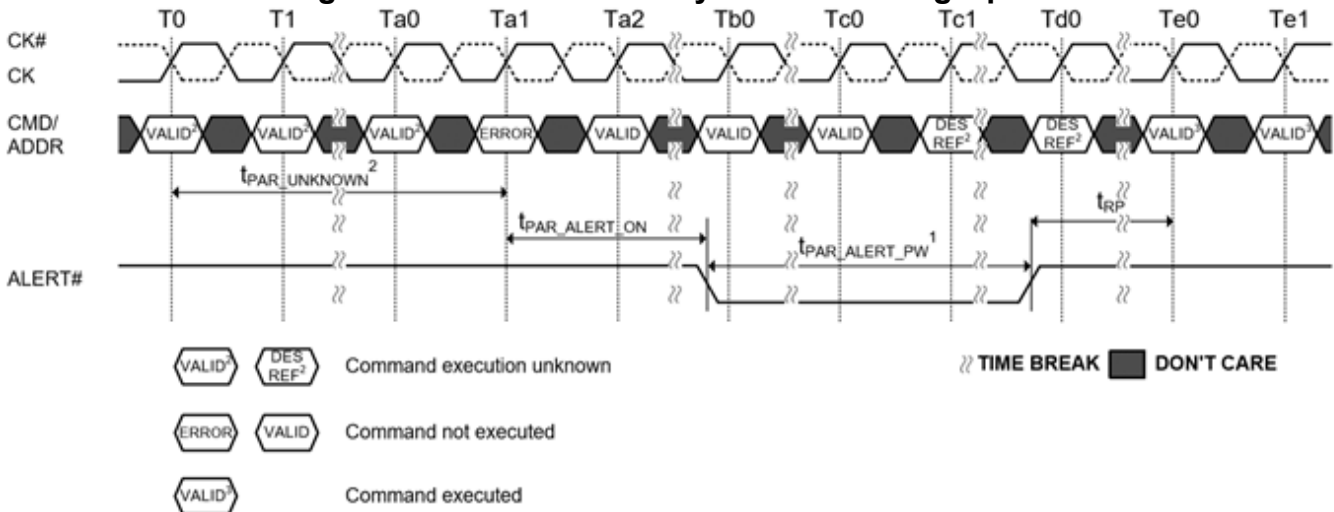 T0 T1 Ta0 Ta1 Ta2 Tb0 Tc0 Tc1 Td0 Te0 Te1
CK#
CK
CMD/
ADDR
VALID² VALID² VALID² ERROR VALID VALID VALID DES REF² DES REF² VALID³ VALID³
tPAR_UNKNOWN²
tPAR_ALERT_ON
tPAR_ALERT_PW¹
tRP
ALERT#
VALID² DES REF² Command execution unknown
TIME BREAK DON'T CARE
ERROR VALID Command not executed
VALID³ Command executed